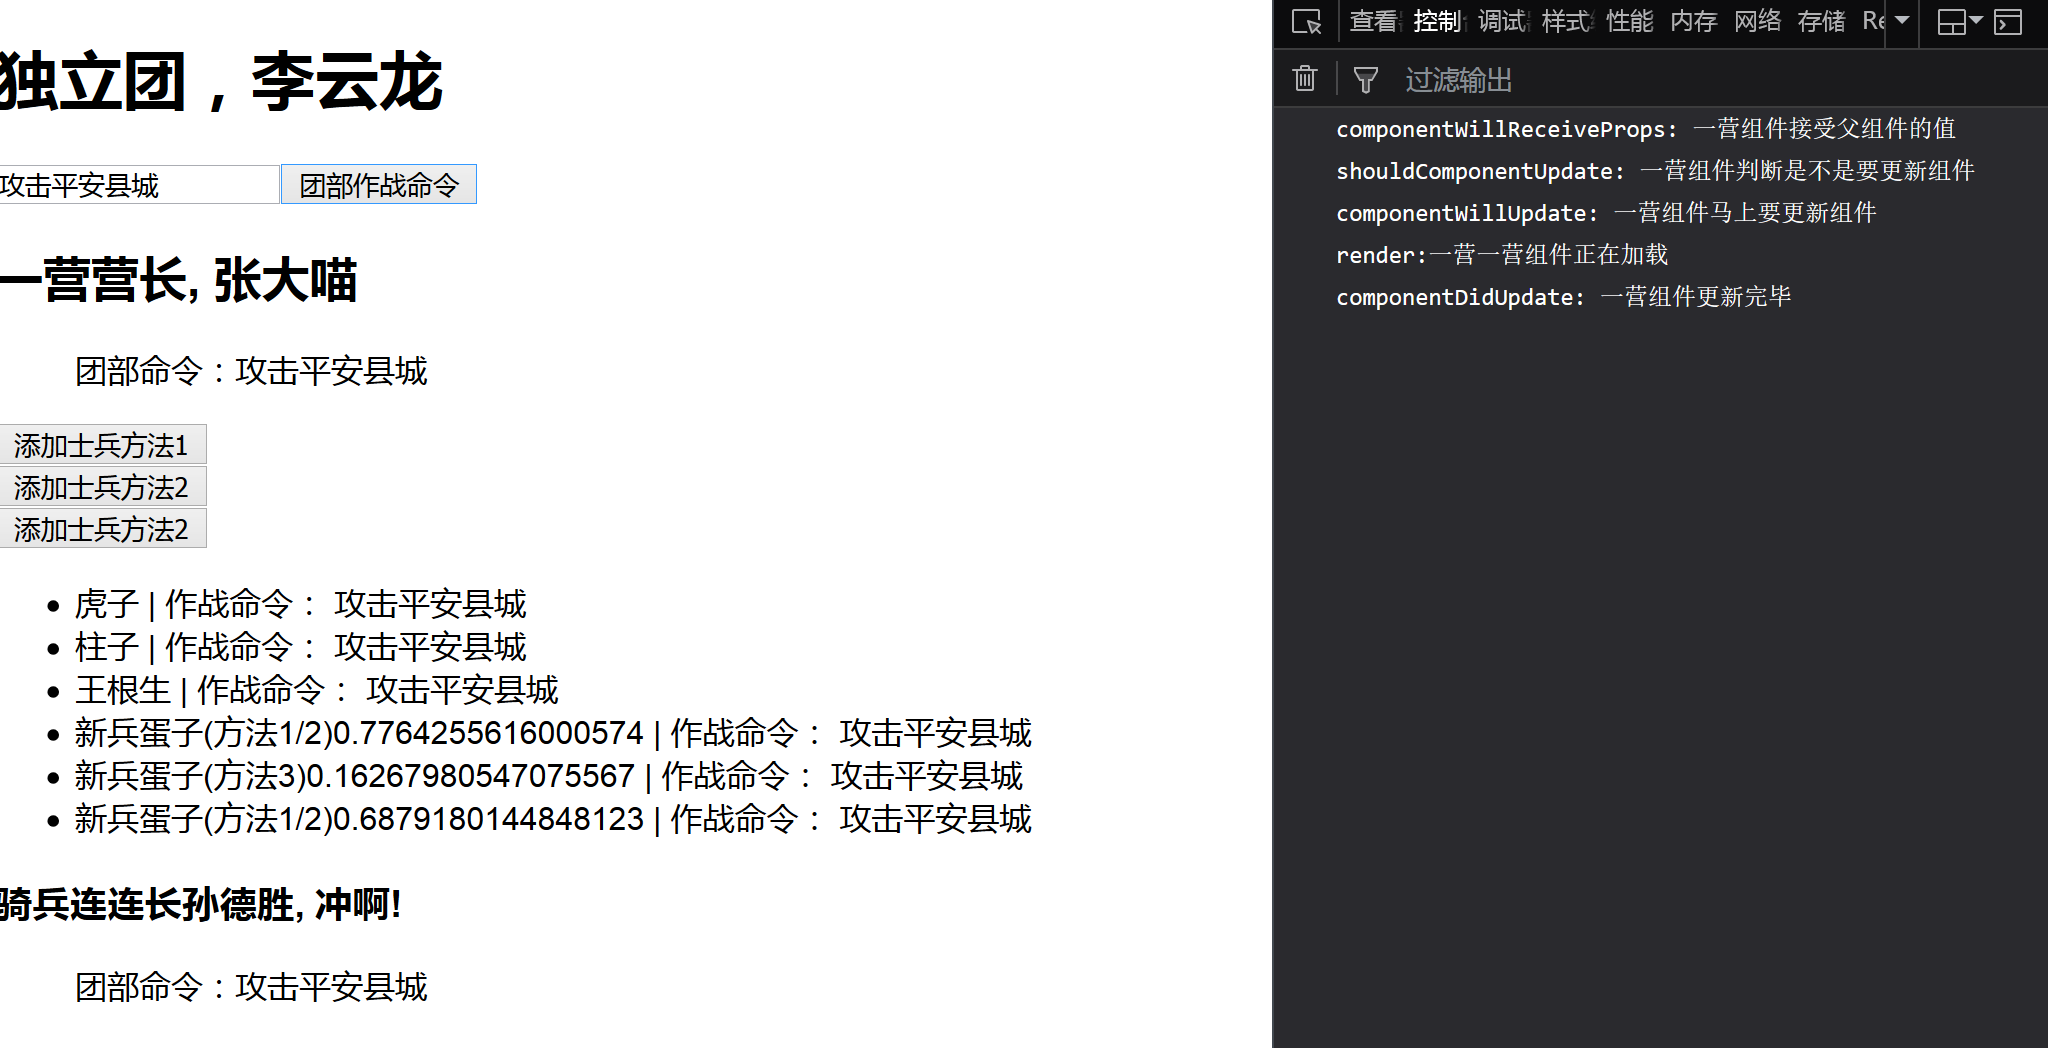 独立团，李云龙
攻击平安县城 团部作战命令
一营营长, 张大喵
团部命令：攻击平安县城
添加士兵方法1
添加士兵方法2
添加士兵方法2
虎子 | 作战命令： 攻击平安县城
柱子 | 作战命令： 攻击平安县城
王根生 | 作战命令： 攻击平安县城
新兵蛋子(方法1/2)0.7764255616000574 | 作战命令： 攻击平安县城
新兵蛋子(方法3)0.16267980547075567 | 作战命令： 攻击平安县城
新兵蛋子(方法1/2)0.6879180144848123 | 作战命令： 攻击平安县城
骑兵连连长孙德胜, 冲啊!
团部命令：攻击平安县城
查看 控制 调试 样式 性能 内存 网络 存储 Re
过滤输出
componentWillReceiveProps: 一营组件接受父组件的值
shouldComponentUpdate: 一营组件判断是不是要更新组件
componentWillUpdate: 一营组件马上要更新组件
render:一营一营组件正在加载
componentDidUpdate: 一营组件更新完毕